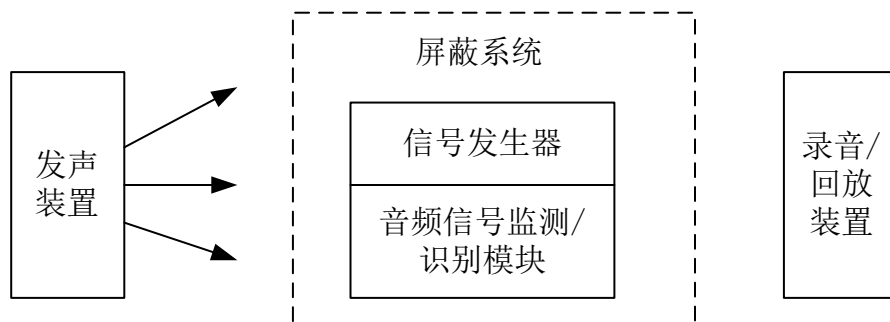 屏蔽系统
发声
装置
信号发生器
音频信号监测/
识别模块
录音/
回放
装置